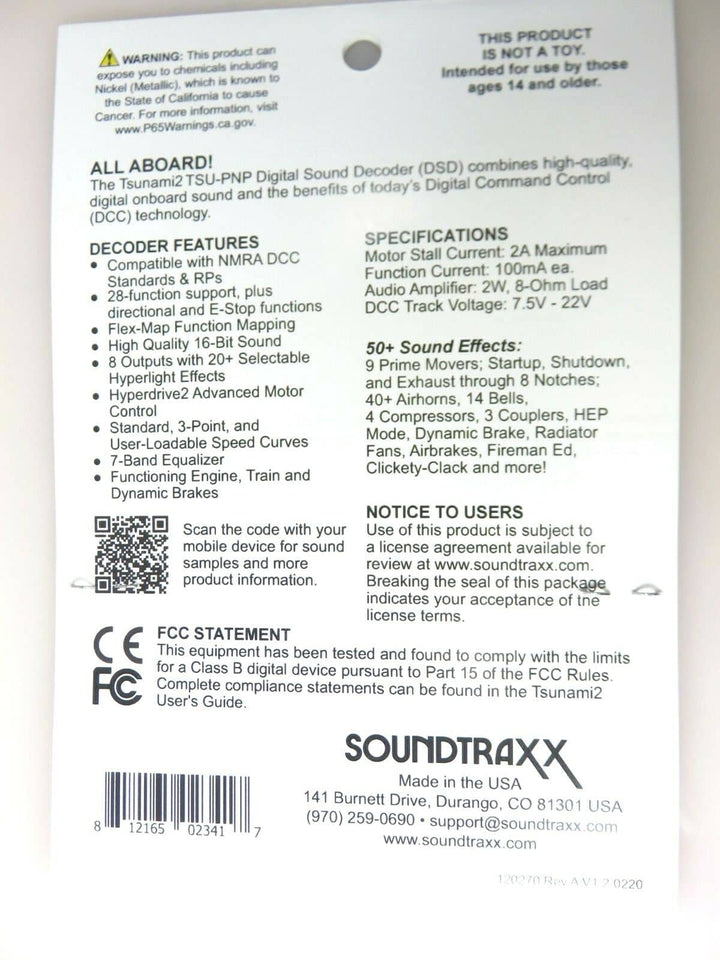 WARNING: This product can
expose you to chemicals including
Nickel (Metallic), which is known to
the State of California to cause
Cancer. For more information, visit
www.P65Warnings.ca.gov.
THIS PRODUCT
IS NOT A TOY.
Intended for use by those
ages 14 and older.
ALL ABOARD!
The Tsunami2 TSU-PNP Digital Sound Decoder (DSD) combines high-quality,
digital onboard sound and the benefits of today's Digital Command Control
(DCC) technology.
DECODER FEATURES
• Compatible with NMRA DCC
Standards & RPs
• 28-function support, plus
directional and E-Stop functions
• Flex-Map Function Mapping
• High Quality 16-Bit Sound
• 8 Outputs with 20+ Selectable
Hyperlight Effects
• Hyperdrive2 Advanced Motor
Control
• Standard, 3-Point, and
User-Loadable Speed Curves
• 7-Band Equalizer
• Functioning Engine, Train and
Dynamic Brakes
SPECIFICATIONS
Motor Stall Current: 2A Maximum
Function Current: 100mA ea.
Audio Amplifier: 2W, 8-Ohm Load
DCC Track Voltage: 7.5V - 22V
50+ Sound Effects:
9 Prime Movers; Startup, Shutdown,
and Exhaust through 8 Notches;
40+ Airhorns, 14 Bells,
4 Compressors, 3 Couplers, HEP
Mode, Dynamic Brake, Radiator
Fans, Airbrakes, Fireman Ed,
Clickety-Clack and more!
Scan the code with your
mobile device for sound
samples and more
product information.
NOTICE TO USERS
Use of this product is subject to
a license agreement available for
review at www.soundtraxx.com.
Breaking the seal of this package
indicates your acceptance of the
license terms.
CE
FC
FCC STATEMENT
This equipment has been tested and found to comply with the limits
for a Class B digital device pursuant to Part 15 of the FCC Rules.
Complete compliance statements can be found in the Tsunami2
User's Guide.
SOUNDTRAXX
Made in the USA
141 Burnett Drive, Durango, CO 81301 USA
(970) 259-0690 • support@soundtraxx.com
www.soundtraxx.com
8 12165 02341 7
120270 Rev A V1.2 0220